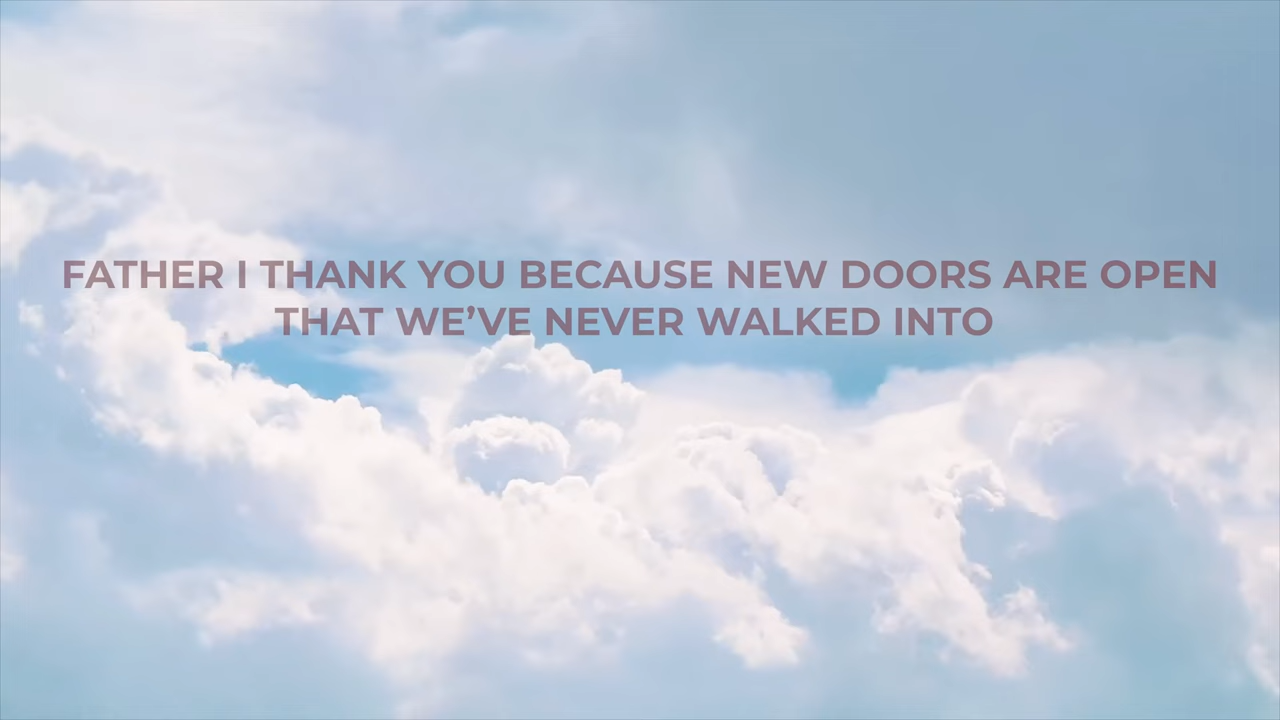 FATHER I THANK YOU BECAUSE NEW DOORS ARE OPEN
THAT WE’VE NEVER WALKED INTO